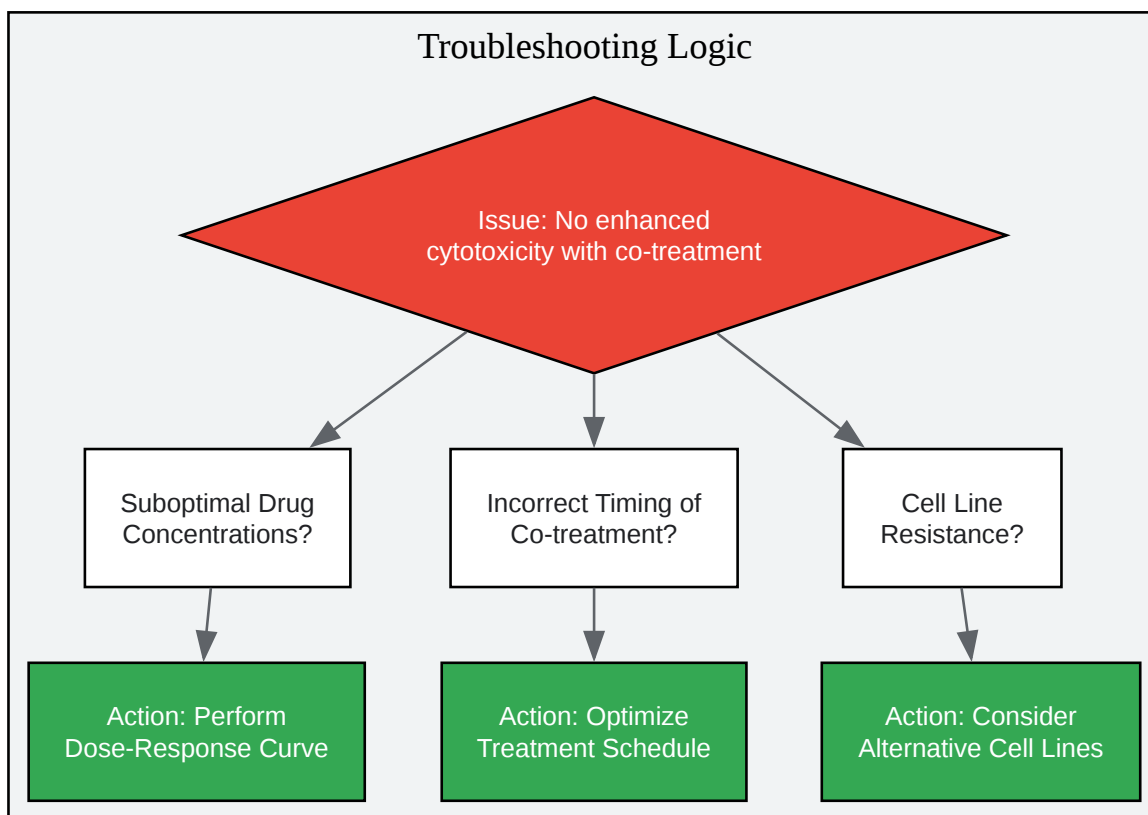 Troubleshooting Logic
Issue: No enhanced
cytotoxicity with co-treatment
Suboptimal Drug
Concentrations?
Incorrect Timing of
Co-treatment?
Cell Line
Resistance?
Action: Perform
Dose-Response Curve
Action: Optimize
Treatment Schedule
Action: Consider
Alternative Cell Lines